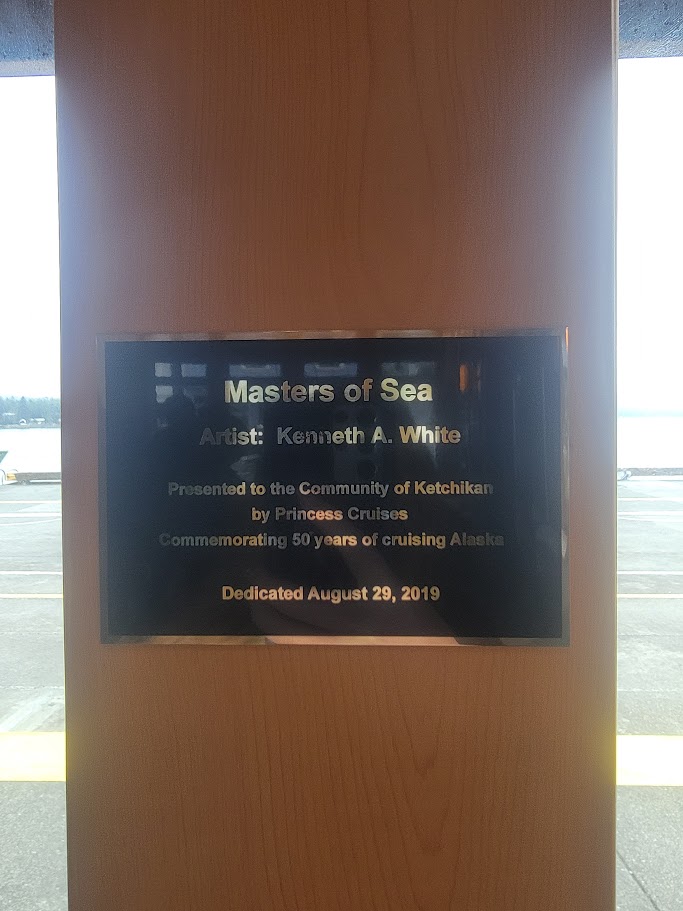 Masters of Sea
Artist: Kenneth A. White
Presented to the Community of Ketchikan
by Princess Cruises
Commemorating 50 years of cruising Alaska
Dedicated August 29, 2019